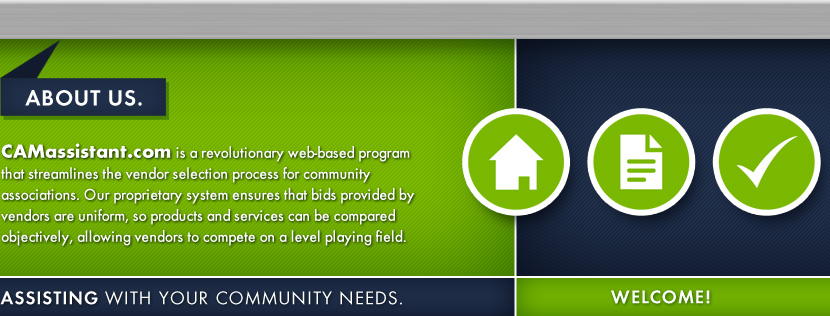 ABOUT US.
CAMassistant.com is a revolutionary web-based program
that streamlines the vendor selection process for community
associations. Our proprietary system ensures that bids provided by
vendors are uniform, so products and services can be compared
objectively, allowing vendors to compete on a level playing field.
ASSISTING WITH YOUR COMMUNITY NEEDS.
WELCOME!